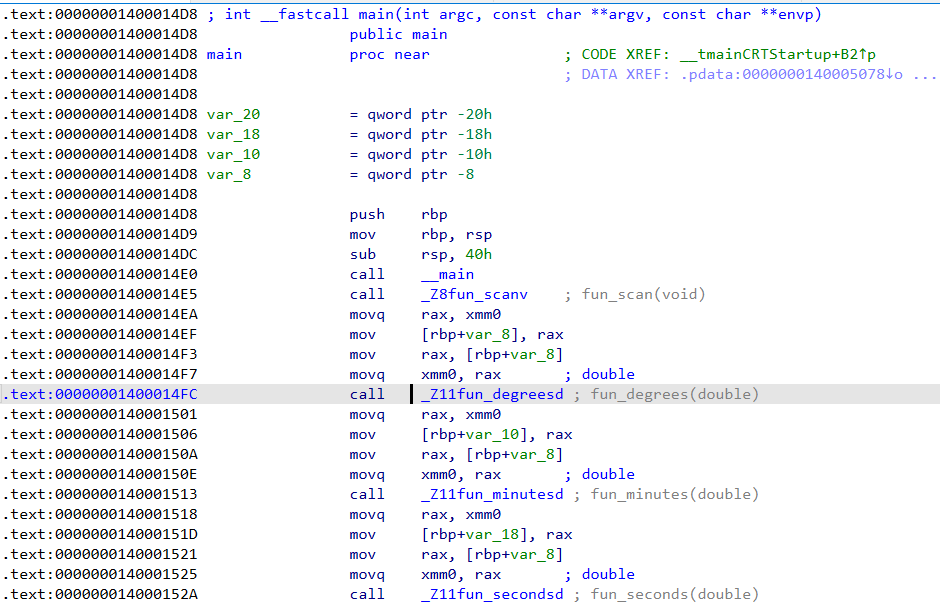 .text:00000001400014D8 ; int __fastcall main(int argc, const char **argv, const char **envp)
.text:00000001400014D8 public main
.text:00000001400014D8 main proc near ; CODE XREF: __tmainCRTStartup+B2↑p
.text:00000001400014D8 ; DATA XREF: .pdata:0000000140005078↓o ...
.text:00000001400014D8
.text:00000001400014D8 var_20 = qword ptr -20h
.text:00000001400014D8 var_18 = qword ptr -18h
.text:00000001400014D8 var_10 = qword ptr -10h
.text:00000001400014D8 var_8 = qword ptr -8
.text:00000001400014D8
.text:00000001400014D8 push rbp
.text:00000001400014D9 mov rbp, rsp
.text:00000001400014DC sub rsp, 40h
.text:00000001400014E0 call __main
.text:00000001400014E5 call _Z8fun_scanv ; fun_scan(void)
.text:00000001400014EA movq rax, xmm0
.text:00000001400014EF mov [rbp+var_8], rax
.text:00000001400014F3 mov rax, [rbp+var_8]
.text:00000001400014F7 movq xmm0, rax ; double
.text:00000001400014FC call _Z11fun_degreesd ; fun_degrees(double)
.text:0000000140001501 movq rax, xmm0
.text:0000000140001506 mov [rbp+var_10], rax
.text:000000014000150A mov rax, [rbp+var_8]
.text:000000014000150E movq xmm0, rax ; double
.text:0000000140001513 call _Z11fun_minutesd ; fun_minutes(double)
.text:0000000140001518 movq rax, xmm0
.text:000000014000151D mov [rbp+var_18], rax
.text:0000000140001521 mov rax, [rbp+var_8]
.text:0000000140001525 movq xmm0, rax ; double
.text:000000014000152A call _Z11fun_secondsd ; fun_seconds(double)